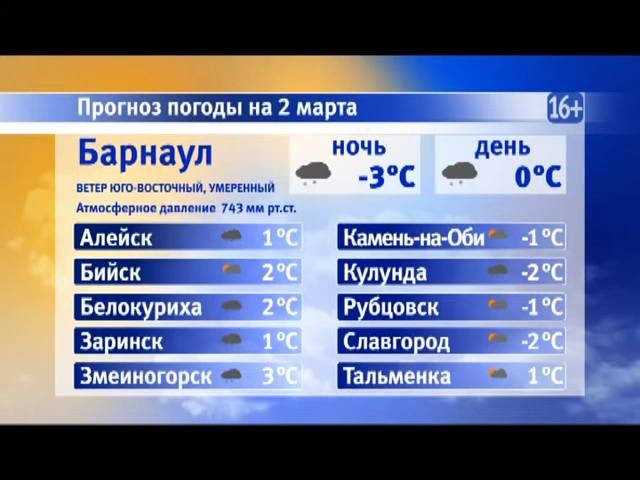 Прогноз погоды на 2 марта
16+
Барнаул
ночь
-3°C
день
0°C
ВЕТЕР ЮГО-ВОСТОЧНЫЙ, УМЕРЕННЫЙ
Атмосферное давление 743 мм рт.ст.
Алейск 1°C
Бийск 2°C
Белокуриха 2°C
Заринск 1°C
Змеиногорск 3°C
Камень-на-Оби -1°C
Кулунда -2°C
Рубцовск -1°C
Славгород -2°C
Тальменка 1°C